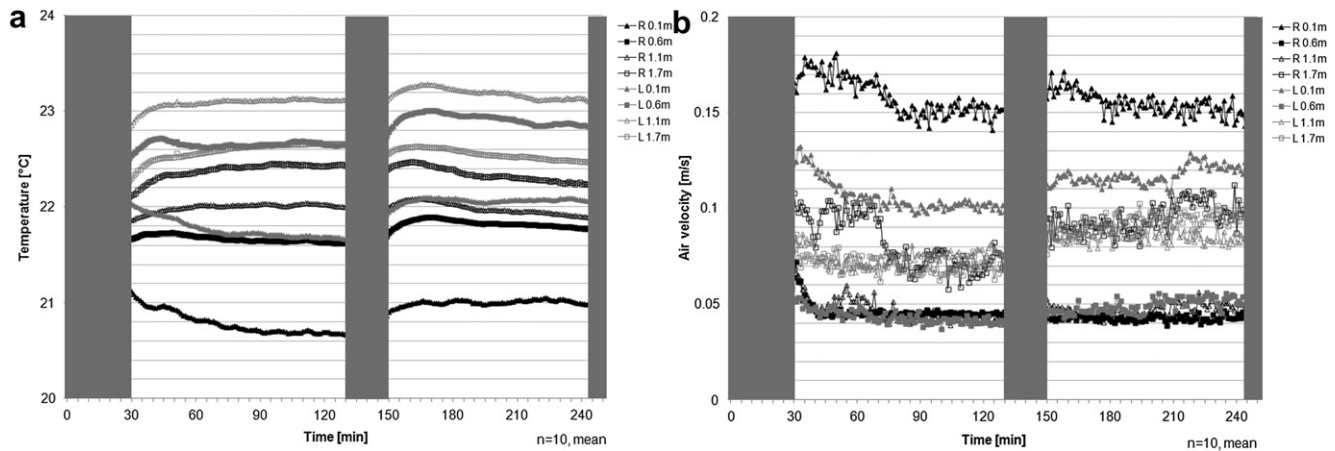 a
24
23
22
21
20
Temperature [°C]
0 30 60 90 120 150 180 210 240
Time [min]
n=10, mean
R 0.1m
R 0.6m
R 1.1m
R 1.7m
L 0.1m
L 0.6m
L 1.1m
L 1.7m
b
0.2
0.15
0.1
0.05
0
Air velocity [m/s]
0 30 60 90 120 150 180 210 240
Time [min]
n=10, mean
R 0.1m
R 0.6m
R 1.1m
R 1.7m
L 0.1m
L 0.6m
L 1.1m
L 1.7m